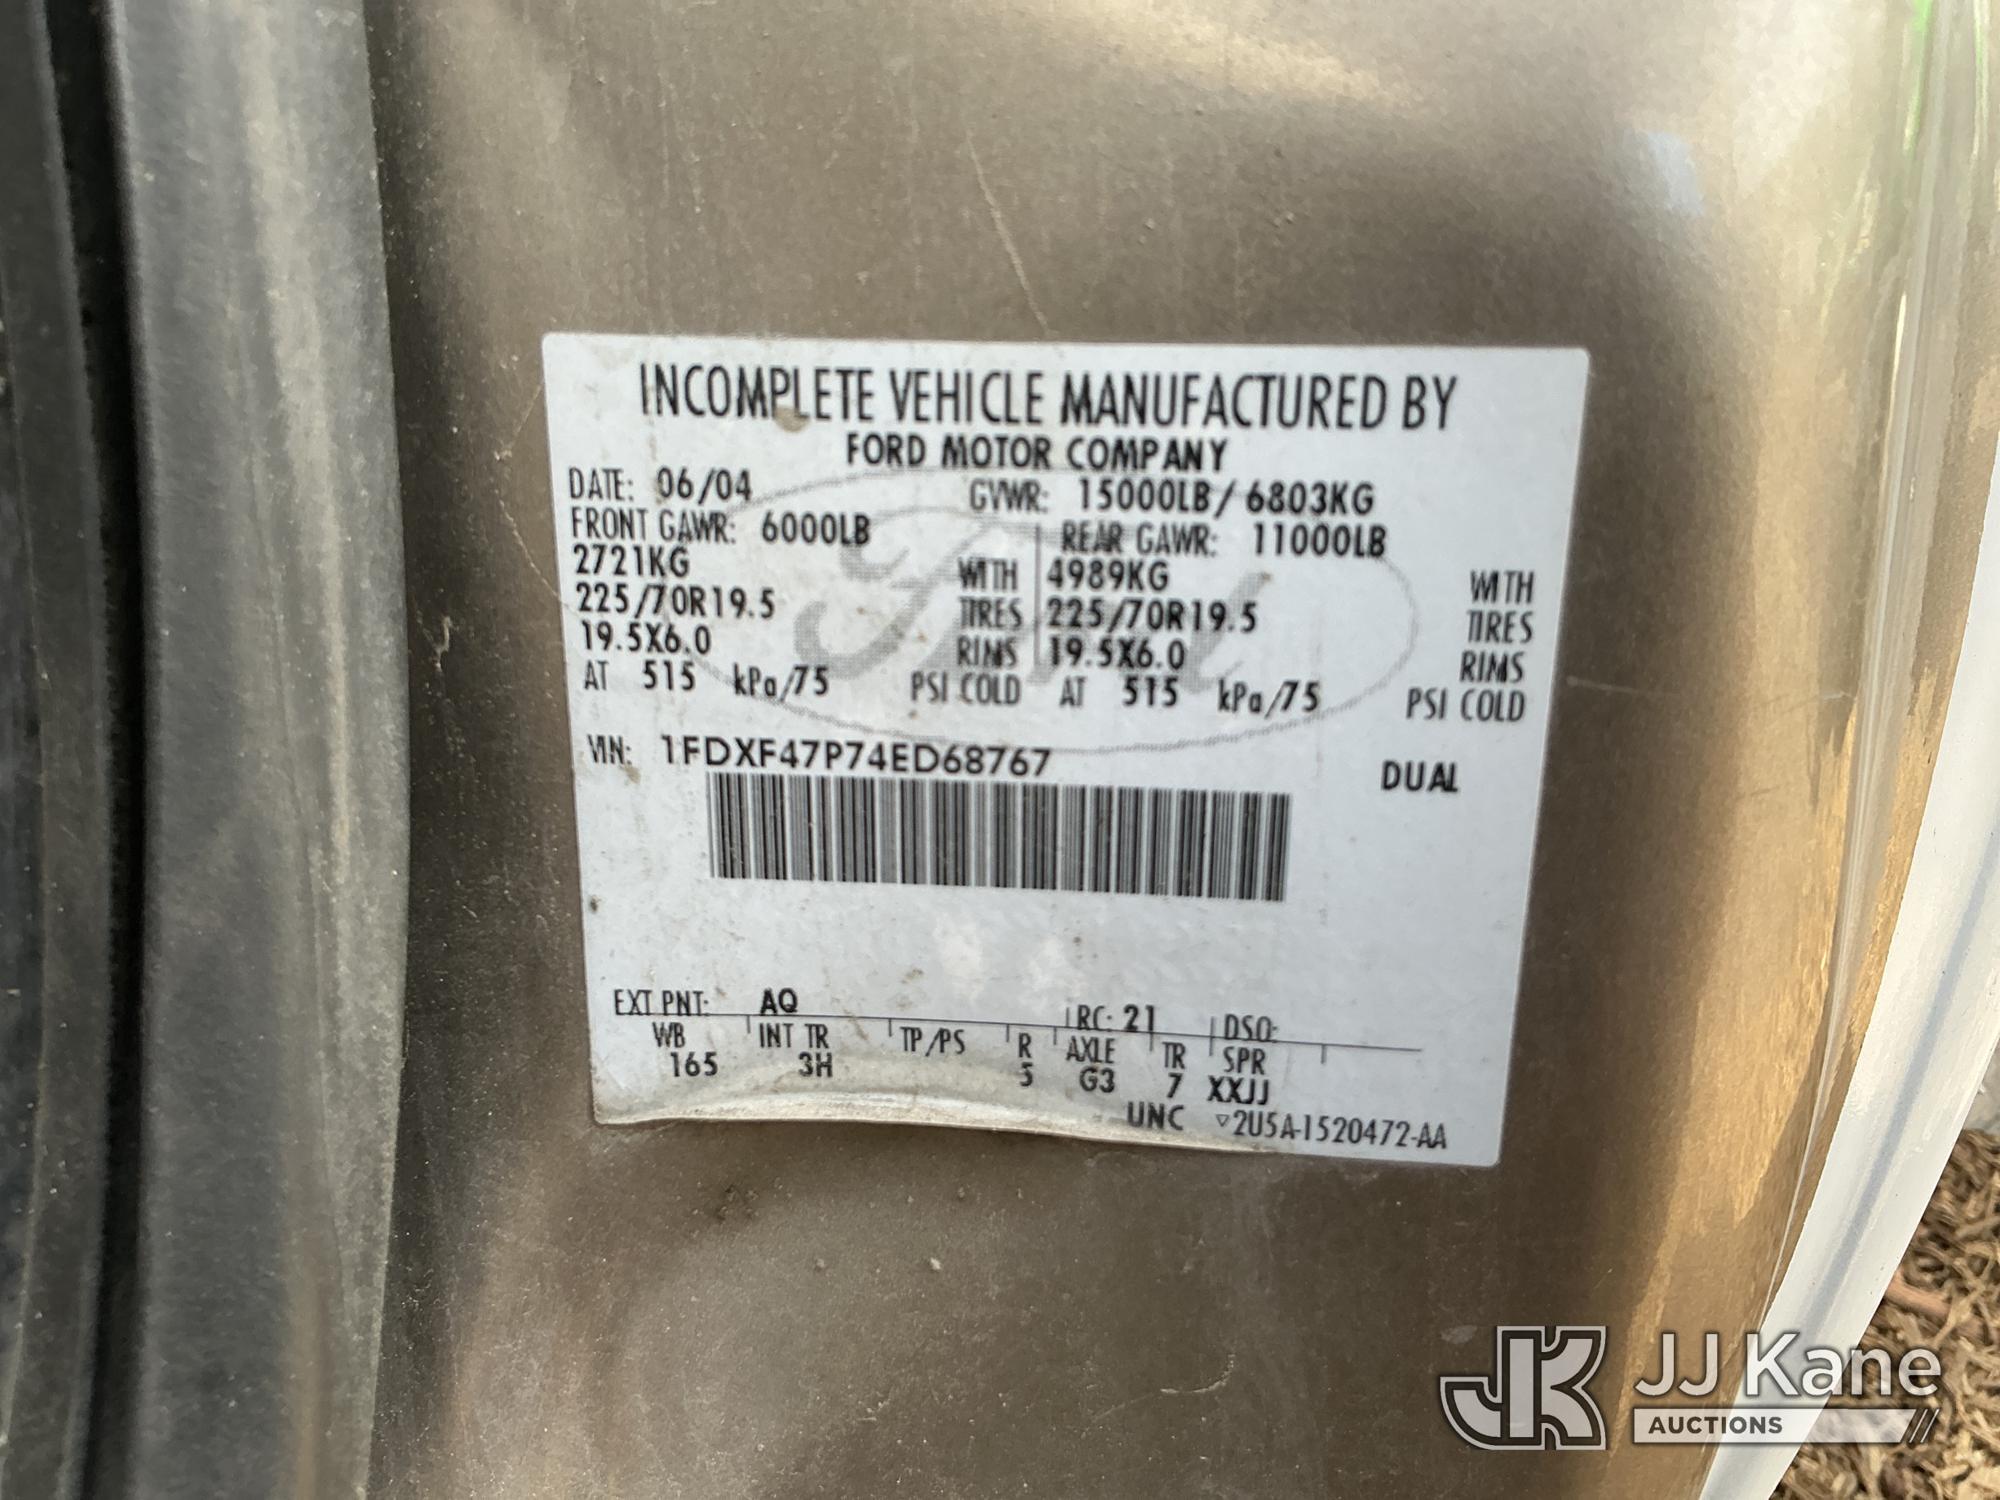 INCOMPLETE VEHICLE MANUFACTURED BY
FORD MOTOR COMPANY
DATE: 06/04 GVWR: 15000LB/ 6803KG
FRONT GAWR: 6000LB REAR GAWR: 11000LB
2721KG WITH 4989KG WITH
225/70R19.5 TIRES 225/70R19.5 TIRES
19.5X6.0 RIMS 19.5X6.0 RIMS
AT 515 kPa/75 PSI COLD AT 515 kPa/75 PSI COLD
VIN: 1FDXF47P74ED68767 DUAL
EXT PNT: AQ RC: 21 DSO:
WB INT TR TP/PS R AXLE TR SPR
165 3H 5 G3 7 XXJJ
UNC ▽2U5A-1520472-AA
JK JJ Kane
AUCTIONS